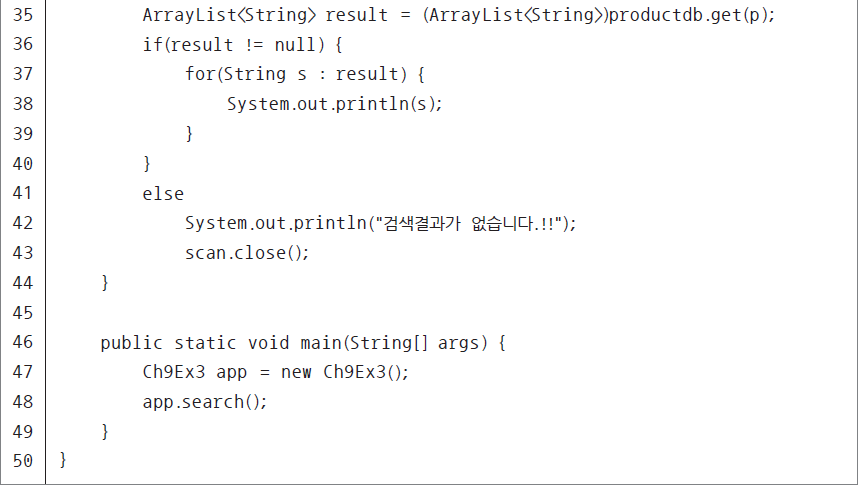 35 ArrayList<String> result = (ArrayList<String>)productdb.get(p);
36 if(result != null) {
37 for(String s : result) {
38 System.out.println(s);
39 }
40 }
41 else
42 System.out.println("검색결과가 없습니다.!!");
43 scan.close();
44 }
45
46 public static void main(String[] args) {
47 Ch9Ex3 app = new Ch9Ex3();
48 app.search();
49 }
50 }